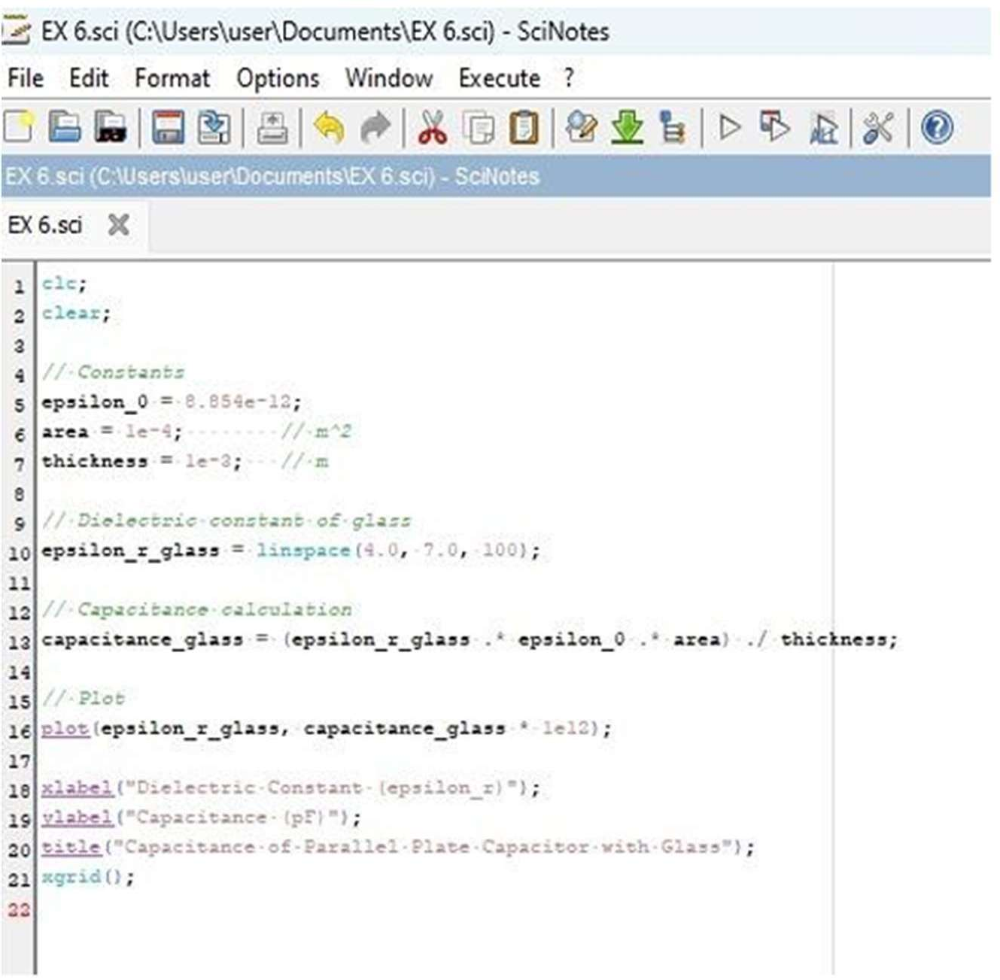 EX 6.sci (C:\Users\user\Documents\EX 6.sci) - SciNotes
File Edit Format Options Window Execute ?
EX 6.sci (C:\Users\user\Documents\EX 6.sci) - SciNotes
EX 6.sci
1 clc;
2 clear;
3
4 // Constants
5 epsilon_0 = 8.854e-12;
6 area = 1e-4;         // m^2
7 thickness = 1e-3;    // m
8
9 // Dielectric constant of glass
10 epsilon_r_glass = linspace(4.0, 7.0, 100);
11
12 // Capacitance calculation
13 capacitance_glass = (epsilon_r_glass .* epsilon_0 .* area) ./ thickness;
14
15 // Plot
16 plot(epsilon_r_glass, capacitance_glass * 1e12);
17
18 xlabel("Dielectric Constant (epsilon_r)");
19 ylabel("Capacitance (pF)");
20 title("Capacitance of Parallel Plate Capacitor with Glass");
21 xgrid();
22